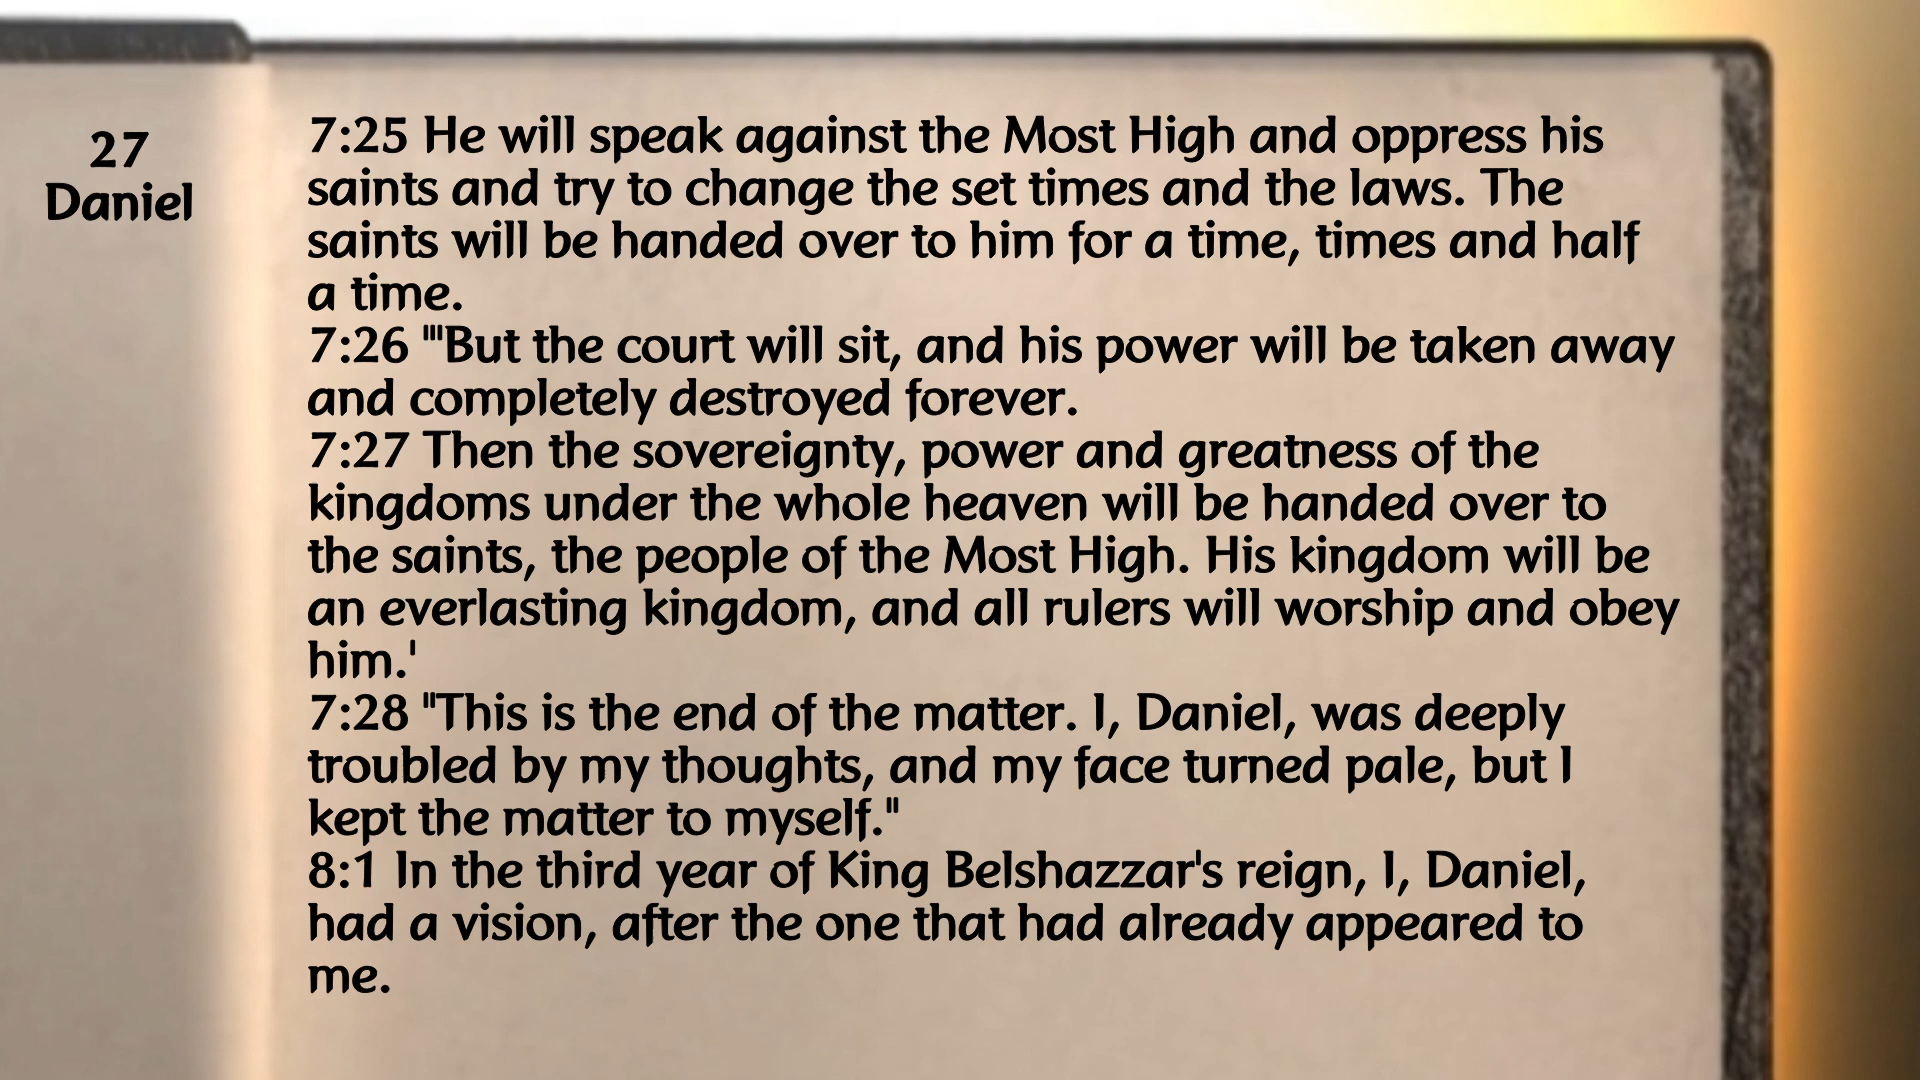 27
Daniel
7:25 He will speak against the Most High and oppress his
saints and try to change the set times and the laws. The
saints will be handed over to him for a time, times and half
a time.
7:26 "'But the court will sit, and his power will be taken away
and completely destroyed forever.
7:27 Then the sovereignty, power and greatness of the
kingdoms under the whole heaven will be handed over to
the saints, the people of the Most High. His kingdom will be
an everlasting kingdom, and all rulers will worship and obey
him.'
7:28 "This is the end of the matter. I, Daniel, was deeply
troubled by my thoughts, and my face turned pale, but I
kept the matter to myself."
8:1 In the third year of King Belshazzar's reign, I, Daniel,
had a vision, after the one that had already appeared to
me.